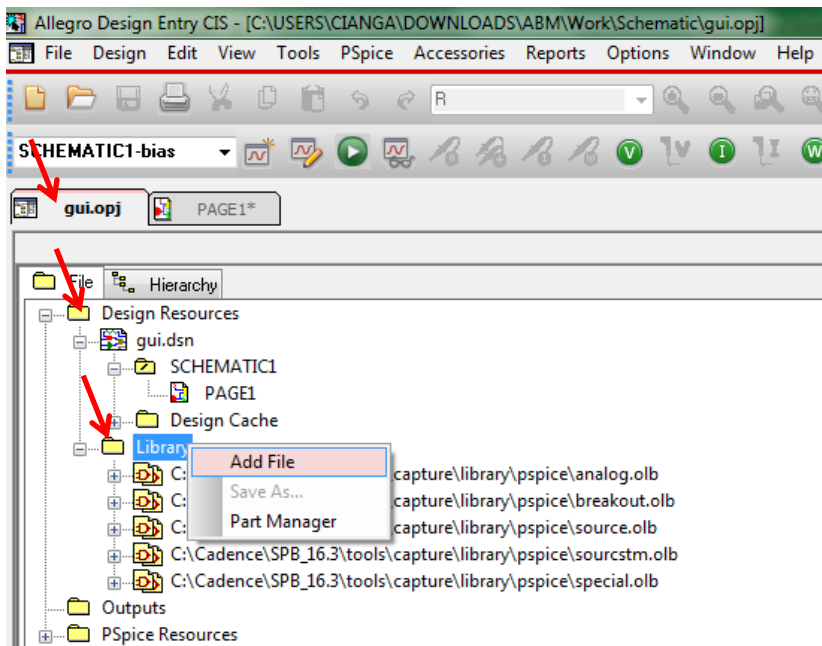 Allegro Design Entry CIS - [C:\USERS\CIANGA\DOWNLOADS\ABM\Work\Schematic\gui.opj]
File Design Edit View Tools PSpice Accessories Reports Options Window Help
R
SCHEMATIC1-bias V V I I W
gui.opj PAGE1*
File Hierarchy
Design Resources
gui.dsn
SCHEMATIC1
PAGE1
Design Cache
Library
Add File
C: capture\library\pspice\analog.olb
Save As...
C: capture\library\pspice\breakout.olb
Part Manager
C: capture\library\pspice\source.olb
C:\Cadence\SPB_16.3\tools\capture\library\pspice\sourcstm.olb
C:\Cadence\SPB_16.3\tools\capture\library\pspice\special.olb
Outputs
PSpice Resources